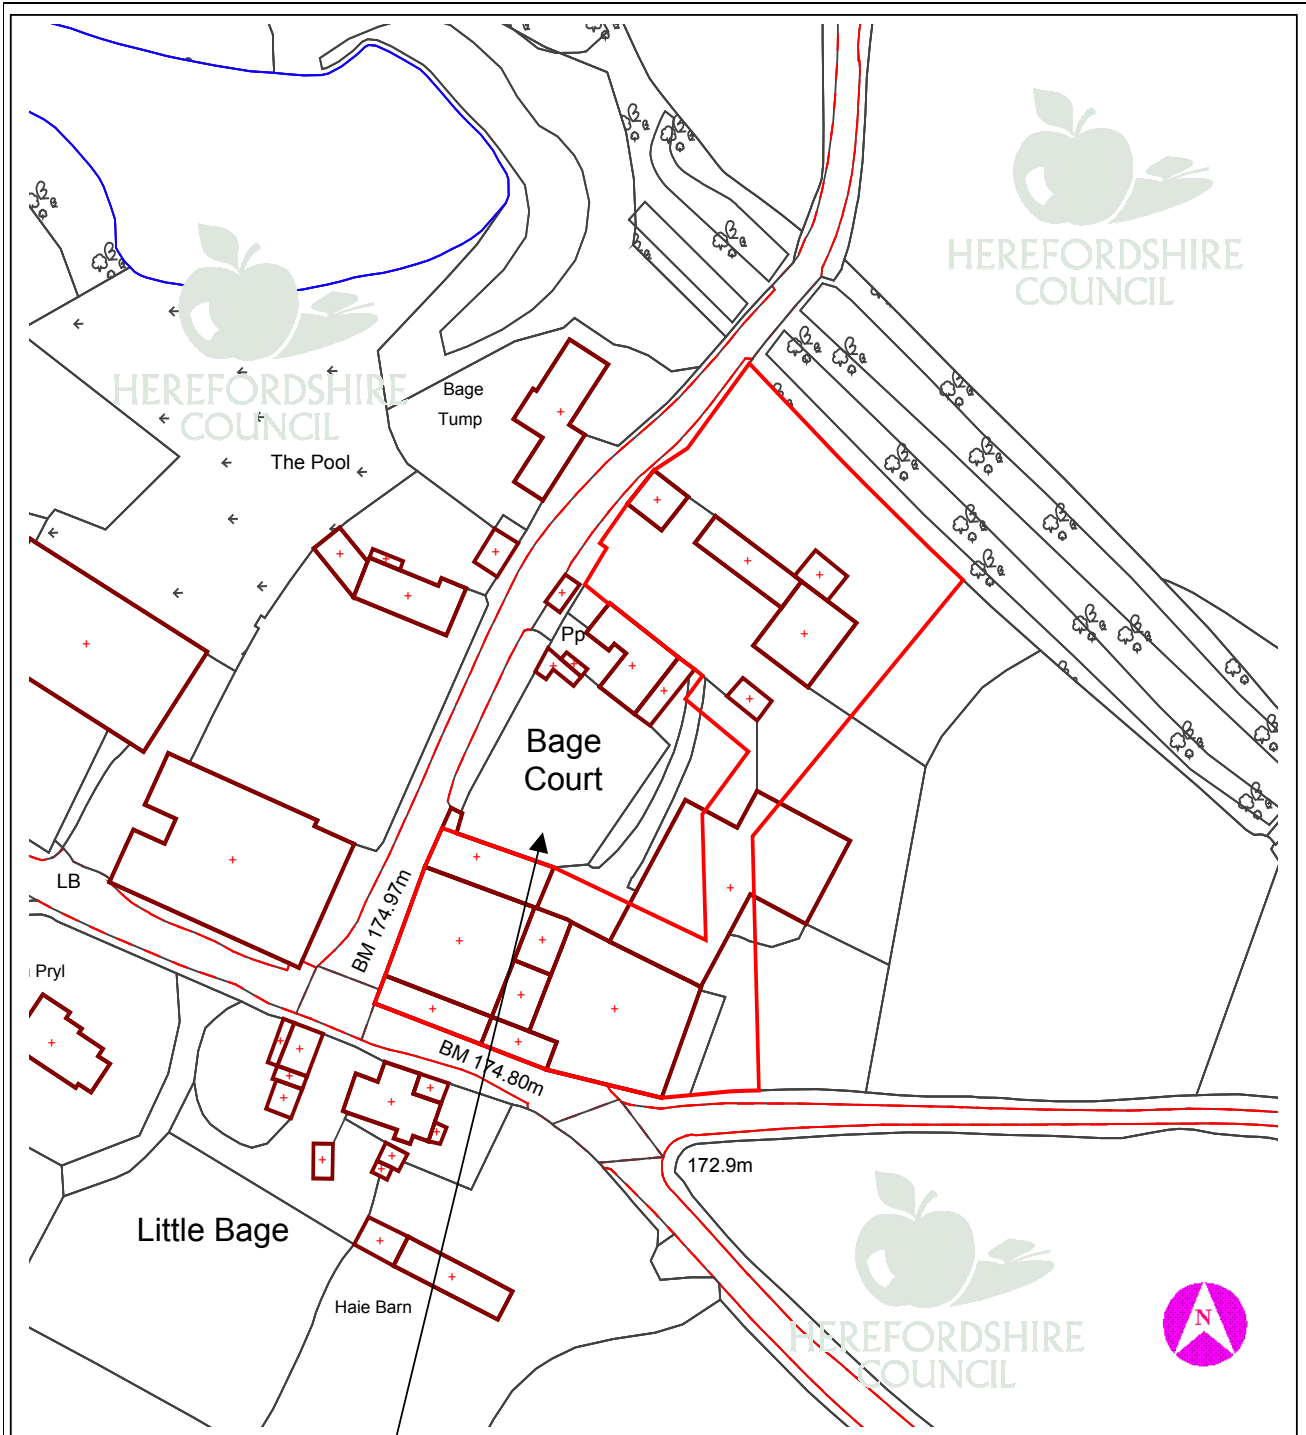 HEREFORDSHIRE
COUNCIL
HEREFORDSHIRE
COUNCIL
Bage
Tump
The Pool
Pp
Bage
Court
BM 174.97m
LB
Pryl
BM 174.80m
172.9m
Little Bage
Haie Barn
HEREFORDSHIRE
COUNCIL
N